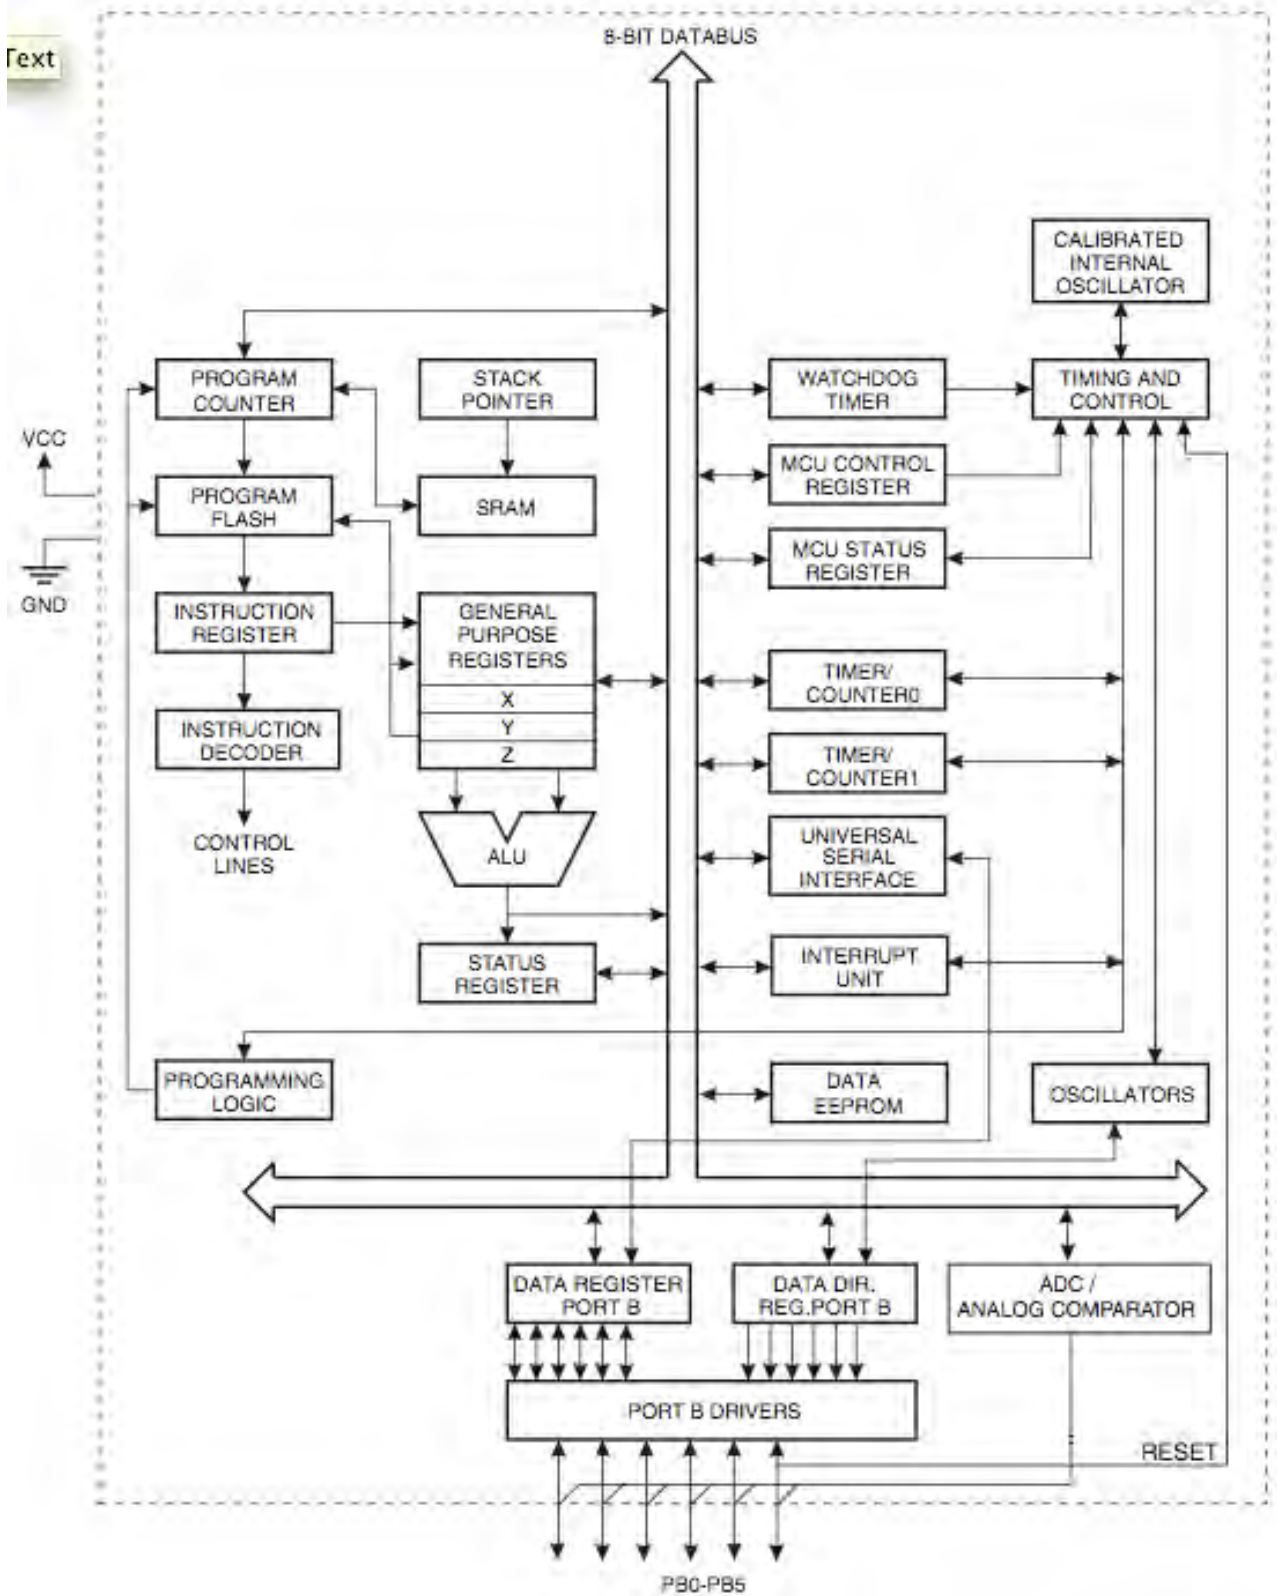 8-BIT DATABUS
Text
CALIBRATED
INTERNAL
OSCILLATOR
PROGRAM
COUNTER
STACK
POINTER
WATCHDOG
TIMER
TIMING AND
CONTROL
VCC
MCU CONTROL
REGISTER
PROGRAM
FLASH
SRAM
MCU STATUS
REGISTER
GND
INSTRUCTION
REGISTER
GENERAL
PURPOSE
REGISTERS
X
Y
Z
TIMER/
COUNTER0
INSTRUCTION
DECODER
TIMER/
COUNTER1
CONTROL
LINES
ALU
UNIVERSAL
SERIAL
INTERFACE
STATUS
REGISTER
INTERRUPT
UNIT
PROGRAMMING
LOGIC
DATA
EEPROM
OSCILLATORS
DATA REGISTER
PORT B
DATA DIR.
REG.PORT B
ADC /
ANALOG COMPARATOR
PORT B DRIVERS
RESET
PB0-PB5